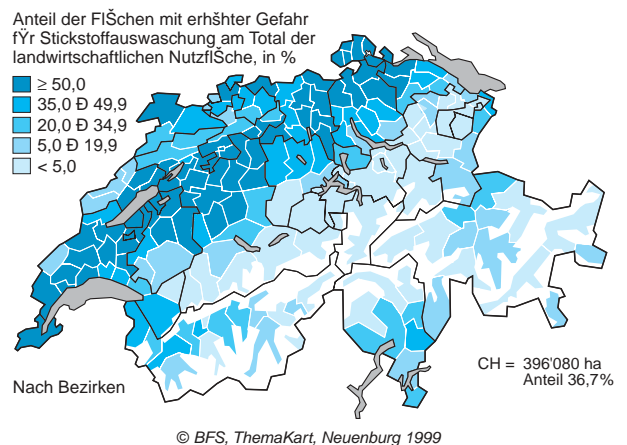 Anteil der FlŠchen mit erhšhter Gefahr
fŸr Stickstoffauswaschung am Total der
landwirtschaftlichen NutzflŠche, in %
≥ 50,0
35,0 Ð 49,9
20,0 Ð 34,9
5,0 Ð 19,9
< 5,0
CH = 396'080 ha
Anteil 36,7%
Nach Bezirken
© BFS, ThemaKart, Neuenburg 1999